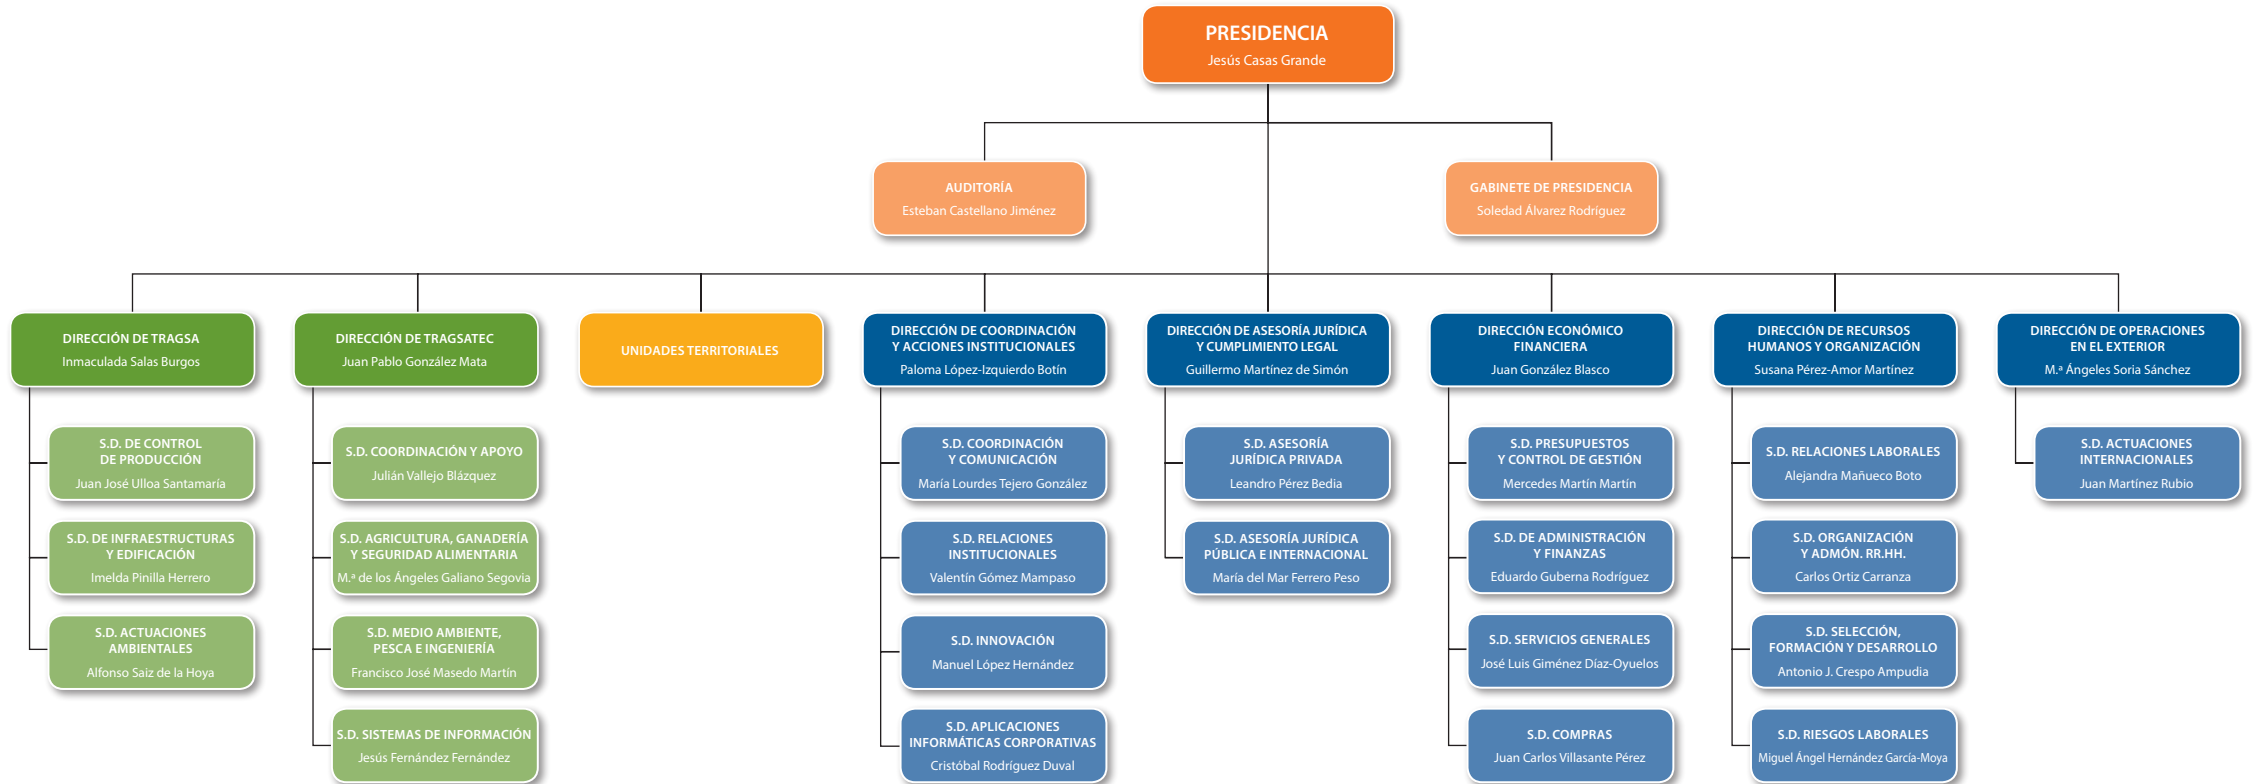 PRESIDENCIA
Jesús Casas Grande
AUDITORÍA
Esteban Castellano Jiménez
GABINETE DE PRESIDENCIA
Soledad Álvarez Rodríguez
DIRECCIÓN DE TRAGSA
Inmaculada Salas Burgos
S.D. DE CONTROL
DE PRODUCCIÓN
Juan José Ulloa Santamaría
S.D. DE INFRAESTRUCTURAS
Y EDIFICACIÓN
Imelda Pinilla Herrero
S.D. ACTUACIONES
AMBIENTALES
Alfonso Saiz de la Hoya
DIRECCIÓN DE TRAGSATEC
Juan Pablo González Mata
S.D. COORDINACIÓN Y APOYO
Julián Vallejo Blázquez
S.D. AGRICULTURA, GANADERÍA
Y SEGURIDAD ALIMENTARIA
M.ª de los Ángeles Galiano Segovia
S.D. MEDIO AMBIENTE,
PESCA E INGENIERÍA
Francisco José Masedo Martín
S.D. SISTEMAS DE INFORMACIÓN
Jesús Fernández Fernández
UNIDADES TERRITORIALES
DIRECCIÓN DE COORDINACIÓN
Y ACCIONES INSTITUCIONALES
Paloma López-Izquierdo Botín
S.D. COORDINACIÓN
Y COMUNICACIÓN
María Lourdes Tejero González
S.D. RELACIONES
INSTITUCIONALES
Valentín Gómez Mampaso
S.D. INNOVACIÓN
Manuel López Hernández
S.D. APLICACIONES
INFORMÁTICAS CORPORATIVAS
Cristóbal Rodríguez Duval
DIRECCIÓN DE ASESORÍA JURÍDICA
Y CUMPLIMIENTO LEGAL
Guillermo Martínez de Simón
S.D. ASESORÍA
JURÍDICA PRIVADA
Leandro Pérez Bedia
S.D. ASESORÍA JURÍDICA
PÚBLICA E INTERNACIONAL
María del Mar Ferrero Peso
DIRECCIÓN ECONÓMICO
FINANCIERA
Juan González Blasco
S.D. PRESUPUESTOS
Y CONTROL DE GESTIÓN
Mercedes Martín Martín
S.D. DE ADMINISTRACIÓN
Y FINANZAS
Eduardo Guberna Rodríguez
S.D. SERVICIOS GENERALES
José Luis Giménez Díaz-Oyuelos
S.D. COMPRAS
Juan Carlos Villasante Pérez
DIRECCIÓN DE RECURSOS
HUMANOS Y ORGANIZACIÓN
Susana Pérez-Amor Martínez
S.D. RELACIONES LABORALES
Alejandra Mañueco Boto
S.D. ORGANIZACIÓN
Y ADMÓN. RR.HH.
Carlos Ortiz Carranza
S.D. SELECCIÓN,
FORMACIÓN Y DESARROLLO
Antonio J. Crespo Ampudia
S.D. RIESGOS LABORALES
Miguel Ángel Hernández García-Moya
DIRECCIÓN DE OPERACIONES
EN EL EXTERIOR
M.ª Ángeles Soria Sánchez
S.D. ACTUACIONES
INTERNACIONALES
Juan Martínez Rubio